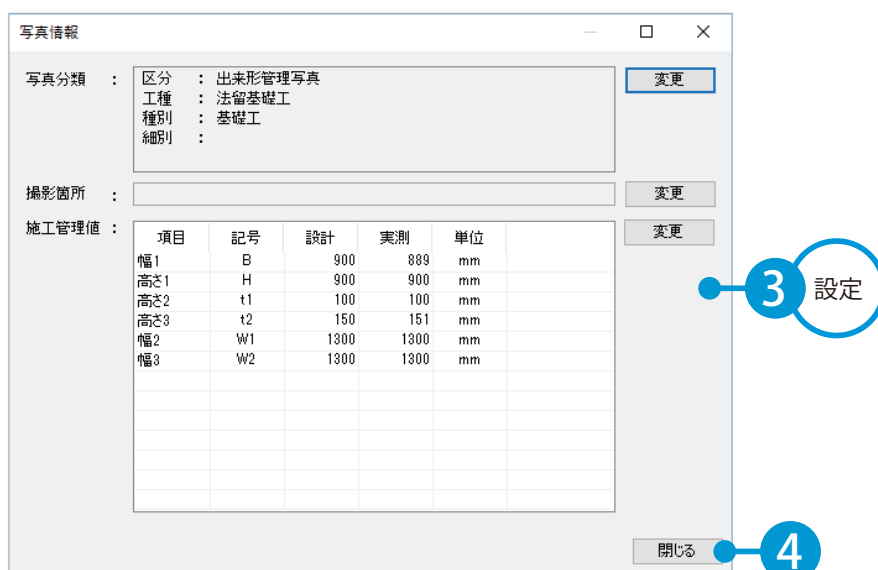 写真情報
写真分類 : 区分 : 出来形管理写真 変更
工種 : 法留基礎工
種別 : 基礎工
細別 :
撮影箇所 : 変更
施工管理値 : 変更
項目 記号 設計 実測 単位
幅1 B 900 889 mm
高さ1 H 900 900 mm
高さ2 t1 100 100 mm
高さ3 t2 150 151 mm
幅2 W1 1300 1300 mm
幅3 W2 1300 1300 mm
3 設定
閉じる 4